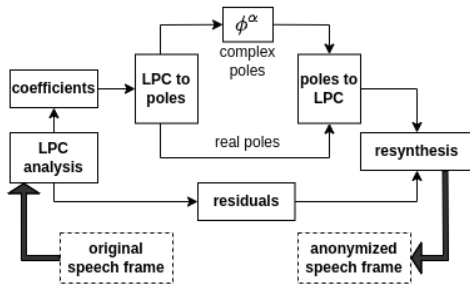 ϕ^α
complex
poles
coefficients
LPC to
poles
poles to
LPC
real poles
LPC
analysis
resynthesis
residuals
original
speech frame
anonymized
speech frame